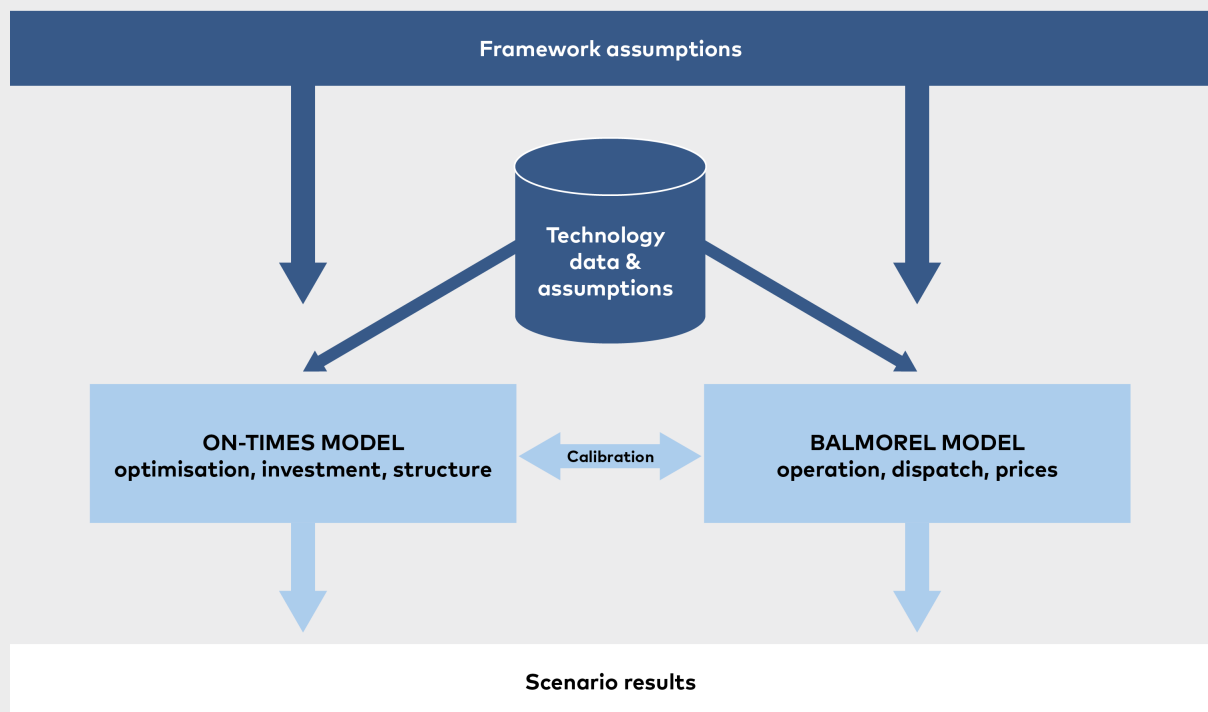 Framework assumptions
Technology
data &
assumptions
ON-TIMES MODEL
optimisation, investment, structure
Calibration
BALMOREL MODEL
operation, dispatch, prices
Scenario results